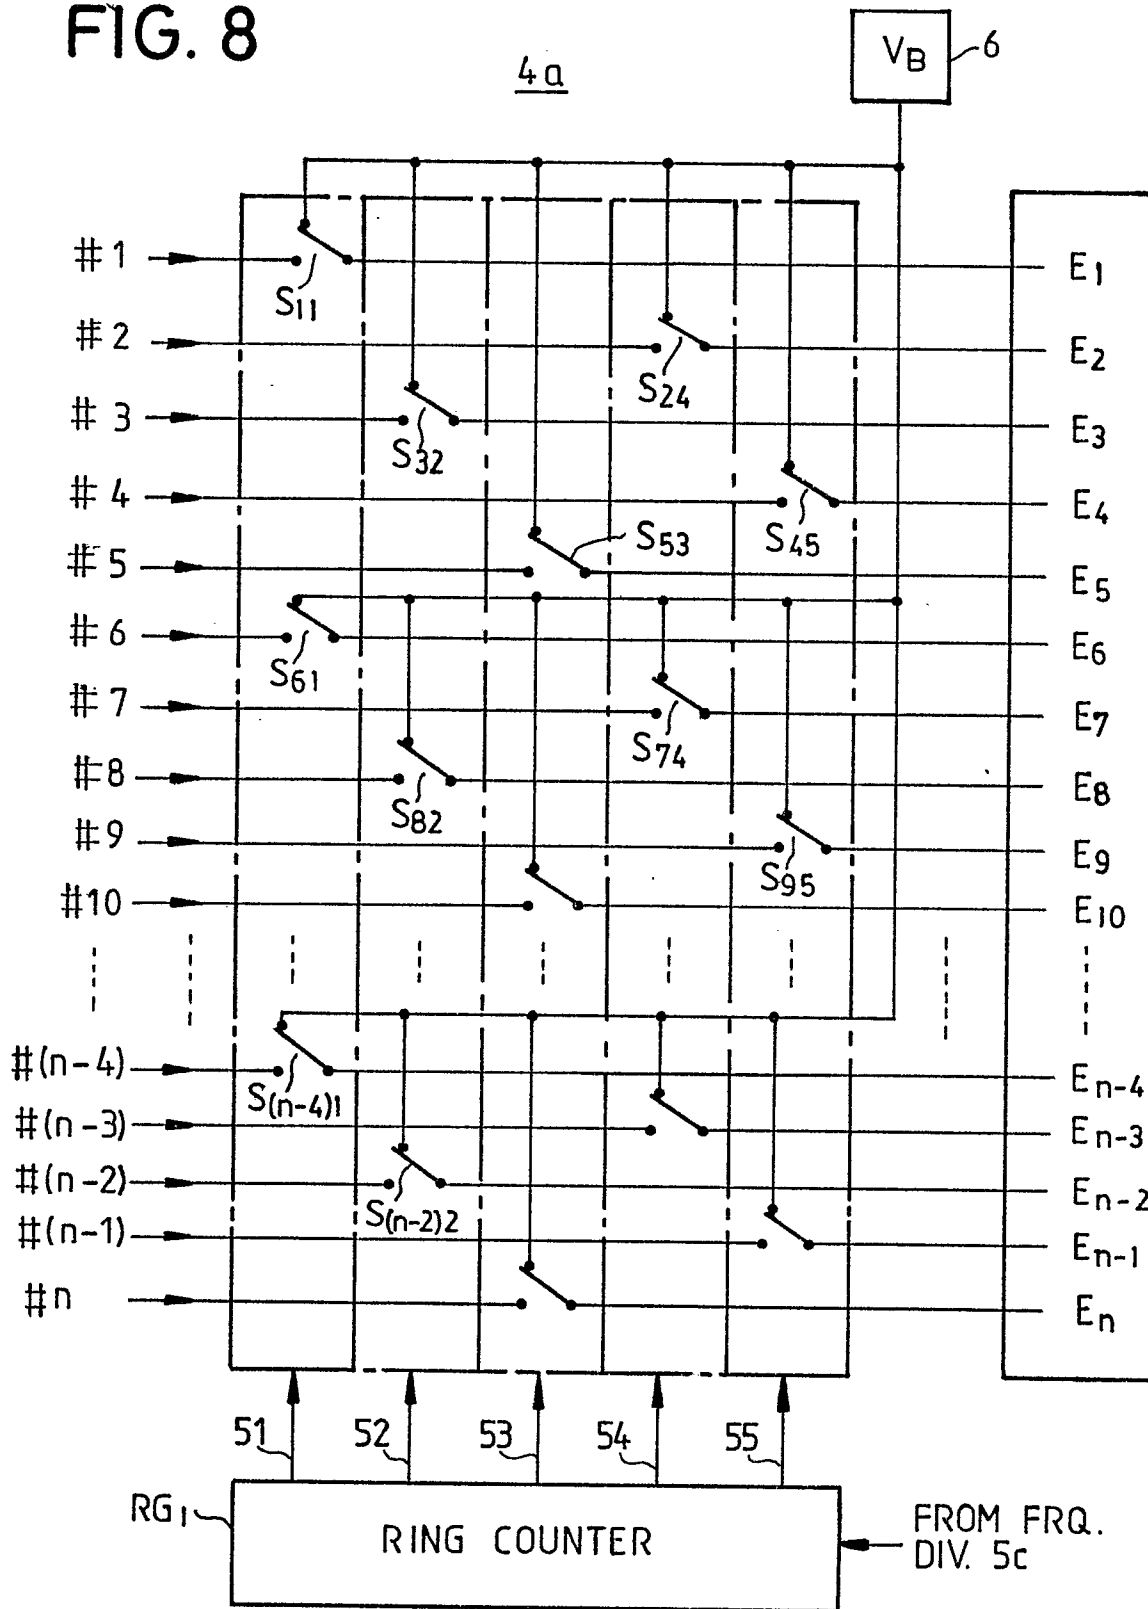 FIG. 8
4a
VB
6
#1
S11
E1
#2
S24
E2
#3
S32
E3
#4
S45
E4
#5
S53
E5
#6
S61
E6
#7
S74
E7
#8
S82
E8
#9
S95
E9
#10
E10
#(n-4)
S(n-4)1
En-4
#(n-3)
En-3
#(n-2)
S(n-2)2
En-2
#(n-1)
En-1
#n
En
51
52
53
54
55
RG1
RING COUNTER
FROM FRQ.
DIV. 5c